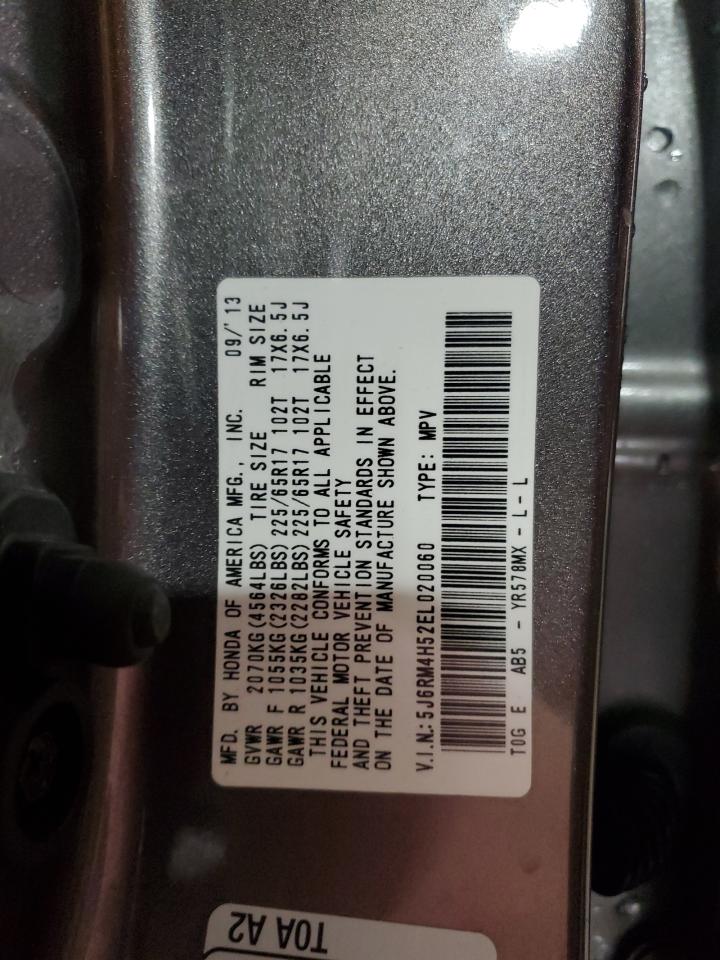 MFD. BY HONDA OF AMERICA MFG., INC. 09/'13
GVWR 2070KG(4564LBS) TIRE SIZE RIM SIZE
GAWR F 1055KG(2326LBS) 225/65R17 102T 17X6.5J
GAWR R 1035KG(2282LBS) 225/65R17 102T 17X6.5J
THIS VEHICLE CONFORMS TO ALL APPLICABLE
FEDERAL MOTOR VEHICLE SAFETY
AND THEFT PREVENTION STANDARDS IN EFFECT
ON THE DATE OF MANUFACTURE SHOWN ABOVE.
V.I.N.: 5J6RM4H52EL020060 TYPE: MPV
T0G E AB5 - YR578MX - L - L
T0A A2